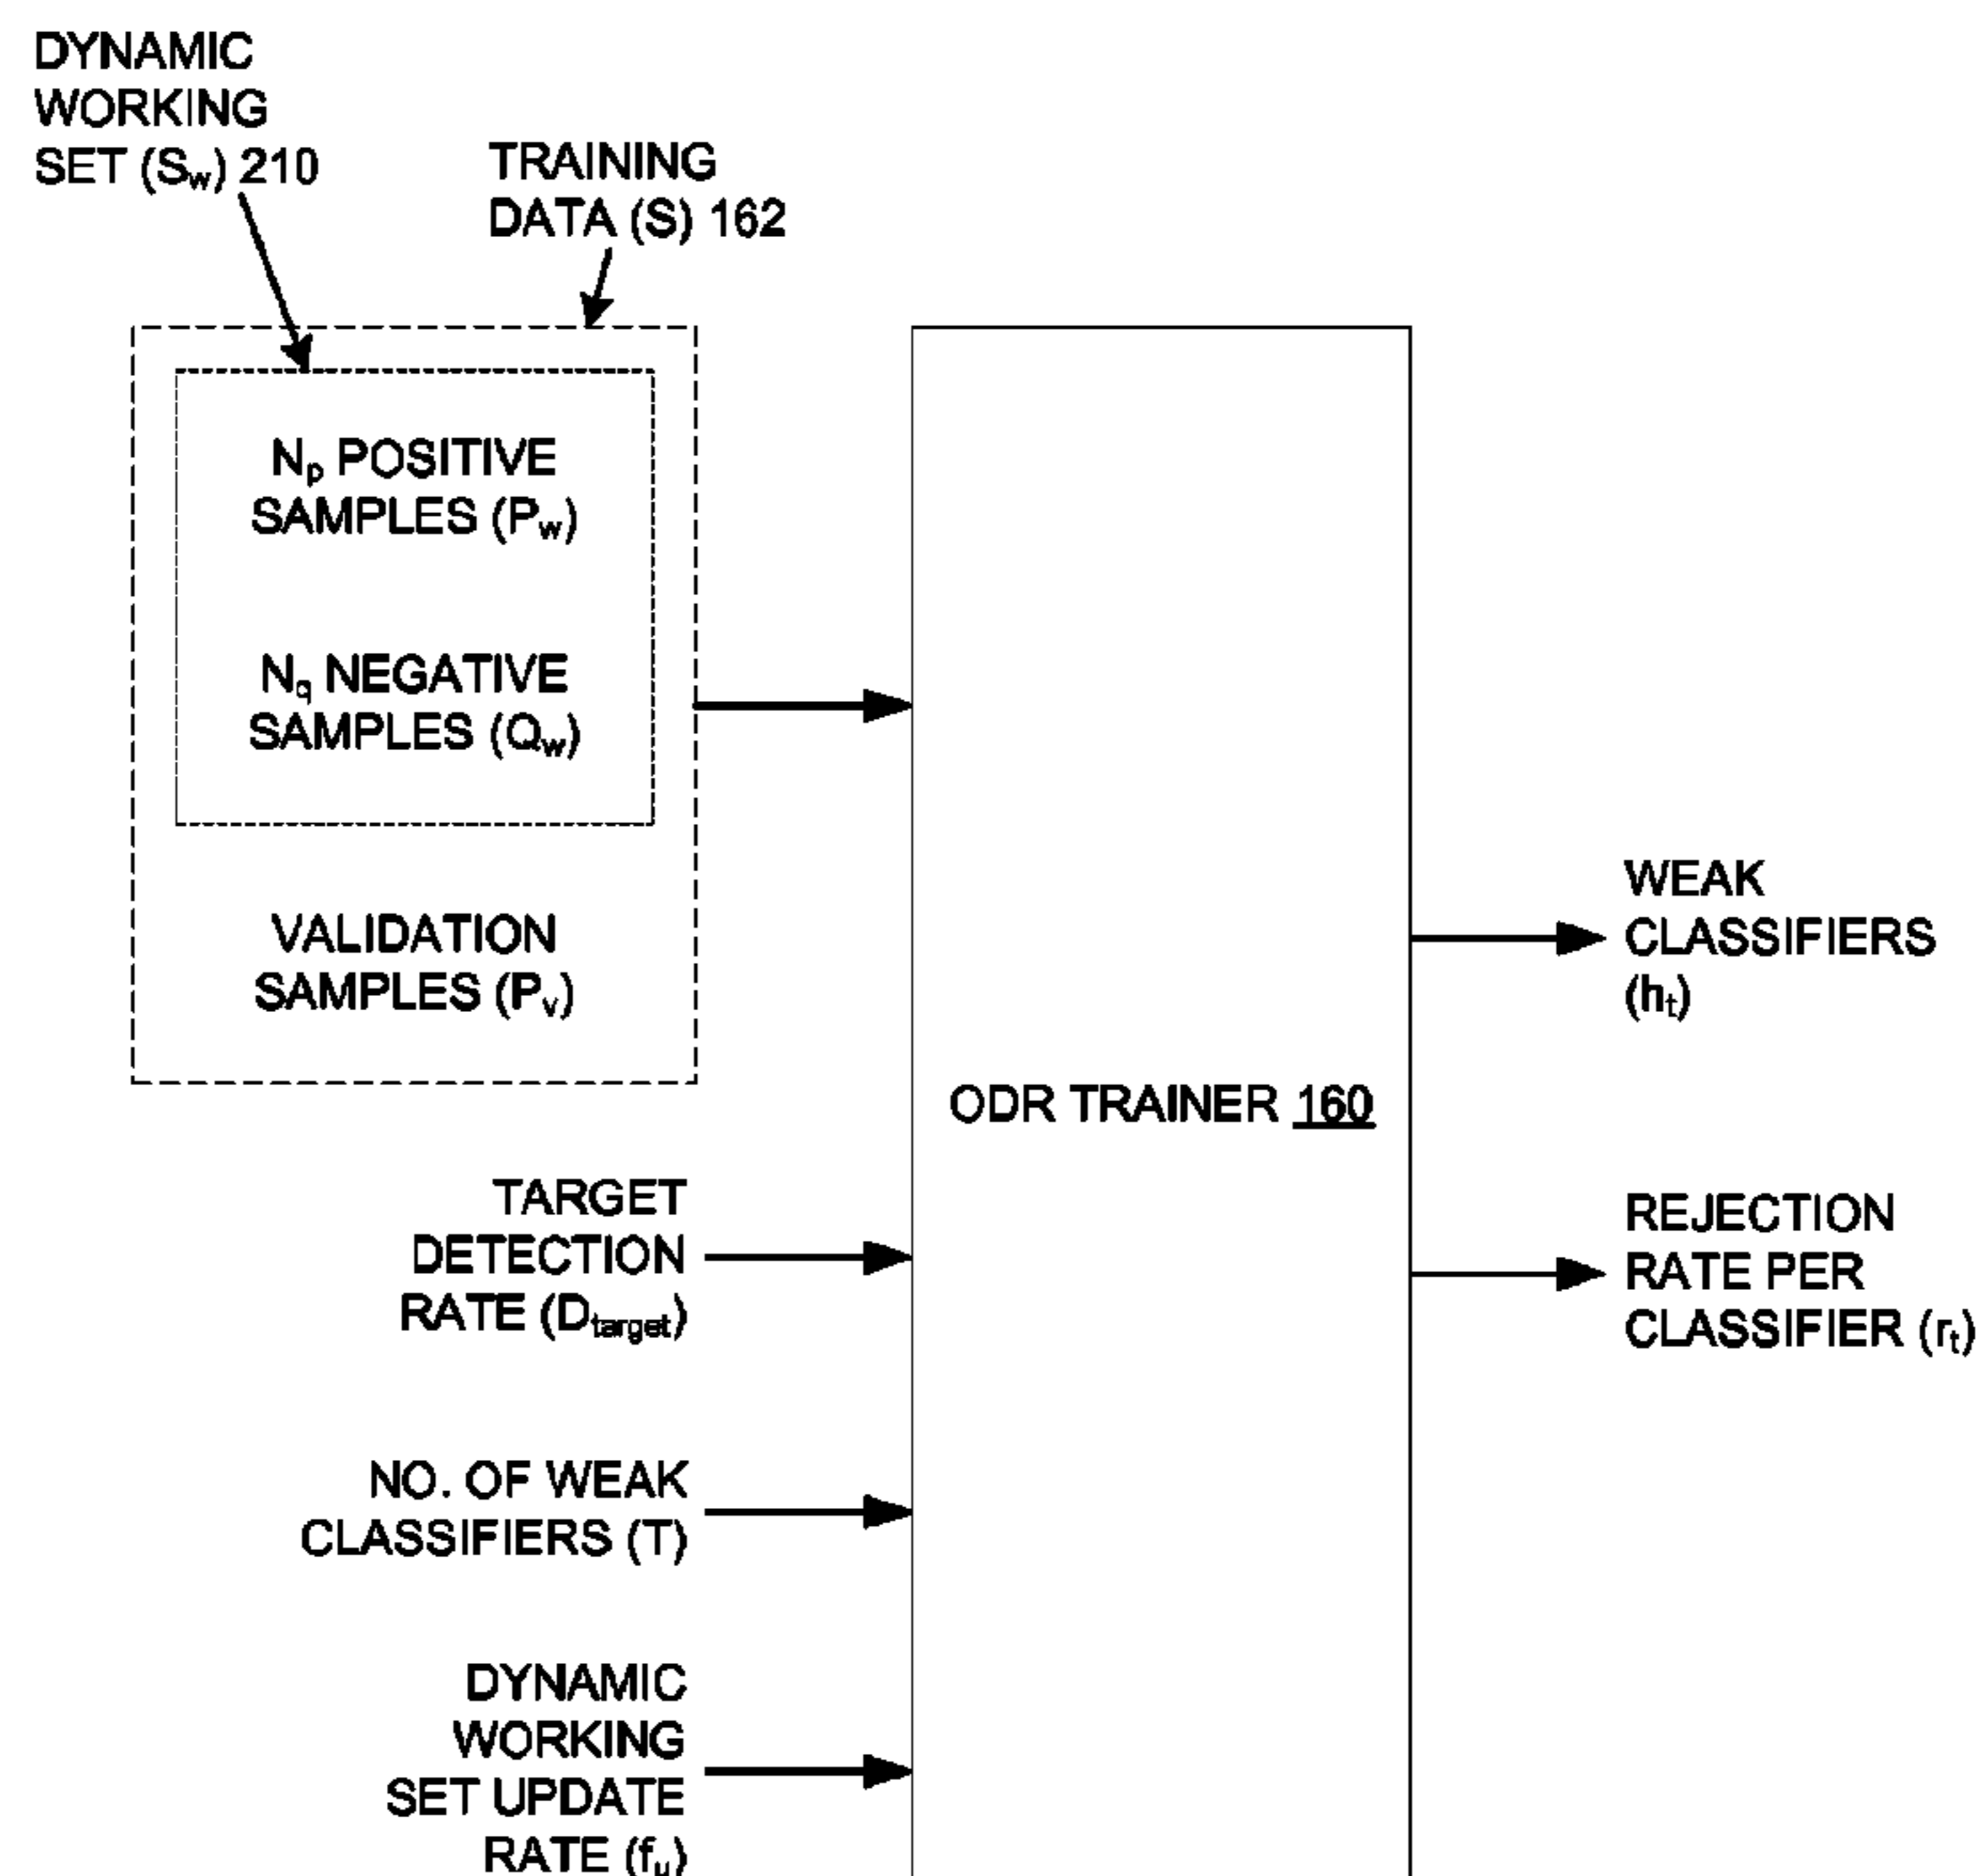 DYNAMIC
WORKING
SET (Sw) 210
TRAINING
DATA (S) 162
Np POSITIVE
SAMPLES (Pw)
Nq NEGATIVE
SAMPLES (Qw)
VALIDATION
SAMPLES (Pv)
TARGET
DETECTION
RATE (Dtarget)
NO. OF WEAK
CLASSIFIERS (T)
DYNAMIC
WORKING
SET UPDATE
RATE (fu)
ODR TRAINER 160
WEAK
CLASSIFIERS
(ht)
REJECTION
RATE PER
CLASSIFIER (rt)